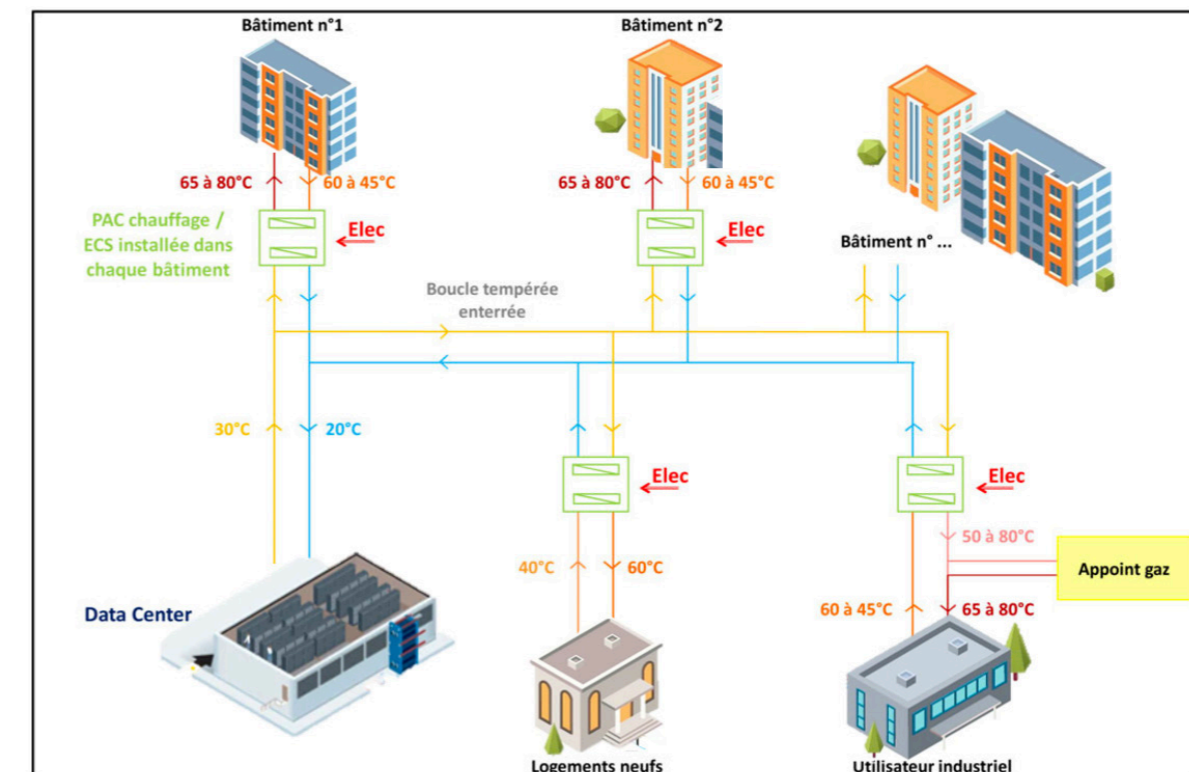 Bâtiment n°1
Bâtiment n°2
65 à 80°C
60 à 45°C
65 à 80°C
60 à 45°C
PAC chauffage /
ECS installée dans
chaque bâtiment
Elec
Elec
Bâtiment n° ...
Boucle tempérée
enterrée
30°C
20°C
Elec
Elec
50 à 80°C
Appoint gaz
40°C
60°C
60 à 45°C
65 à 80°C
Data Center
Logements neufs
Utilisateur industriel